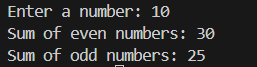 Enter a number: 10
Sum of even numbers: 30
Sum of odd numbers: 25